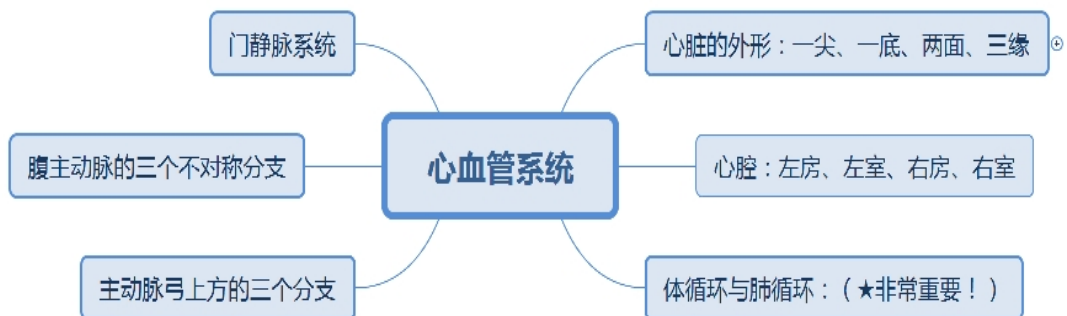 门静脉系统
心脏的外形：一尖、一底、两面、三缘
腹主动脉的三个不对称分支
心血管系统
心腔：左房、左室、右房、右室
主动脉弓上方的三个分支
体循环与肺循环：（★非常重要！）